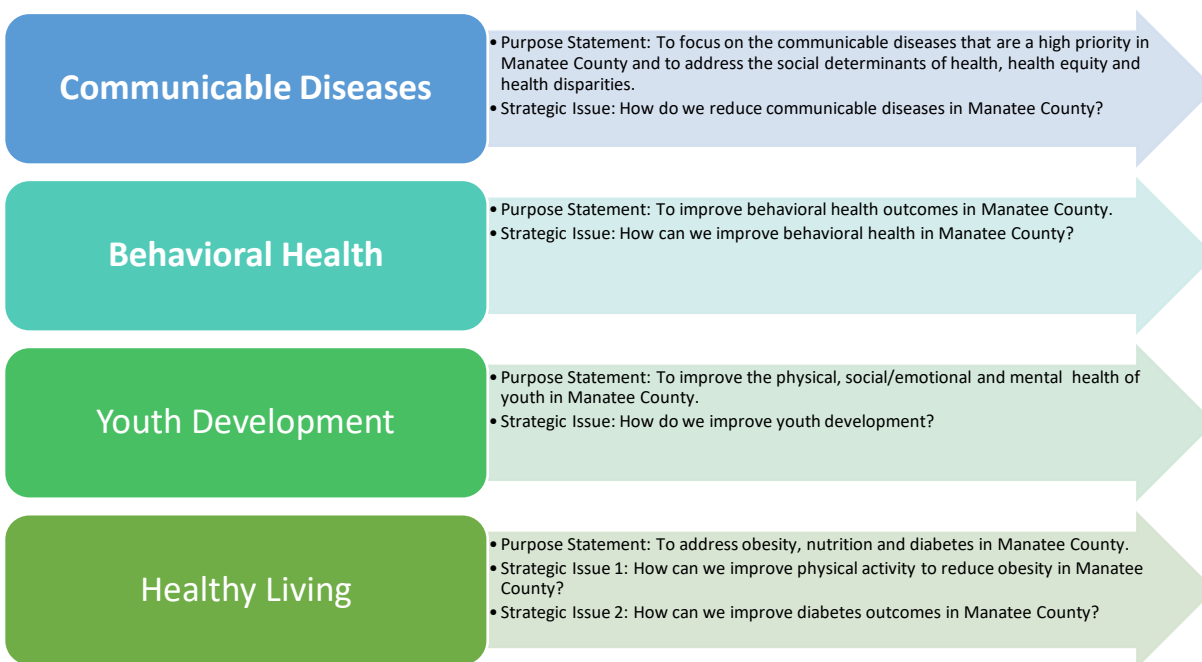 Communicable Diseases
• Purpose Statement: To focus on the communicable diseases that are a high priority in
Manatee County and to address the social determinants of health, health equity and
health disparities.
• Strategic Issue: How do we reduce communicable diseases in Manatee County?
Behavioral Health
• Purpose Statement: To improve behavioral health outcomes in Manatee County.
• Strategic Issue: How can we improve behavioral health in Manatee County?
Youth Development
• Purpose Statement: To improve the physical, social/emotional and mental  health of
youth in Manatee County.
• Strategic Issue: How do we improve youth development?
Healthy Living
• Purpose Statement: To address obesity, nutrition and diabetes in Manatee County.
• Strategic Issue 1: How can we improve physical activity to reduce obesity in Manatee
County?
• Strategic Issue 2: How can we improve diabetes outcomes in Manatee County?